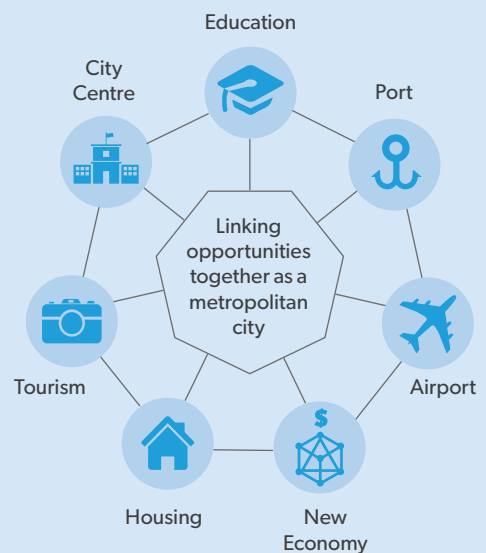 Education
City
Centre
Port
Linking
opportunities
together as a
metropolitan
city
Tourism
Airport
$
Housing
New
Economy